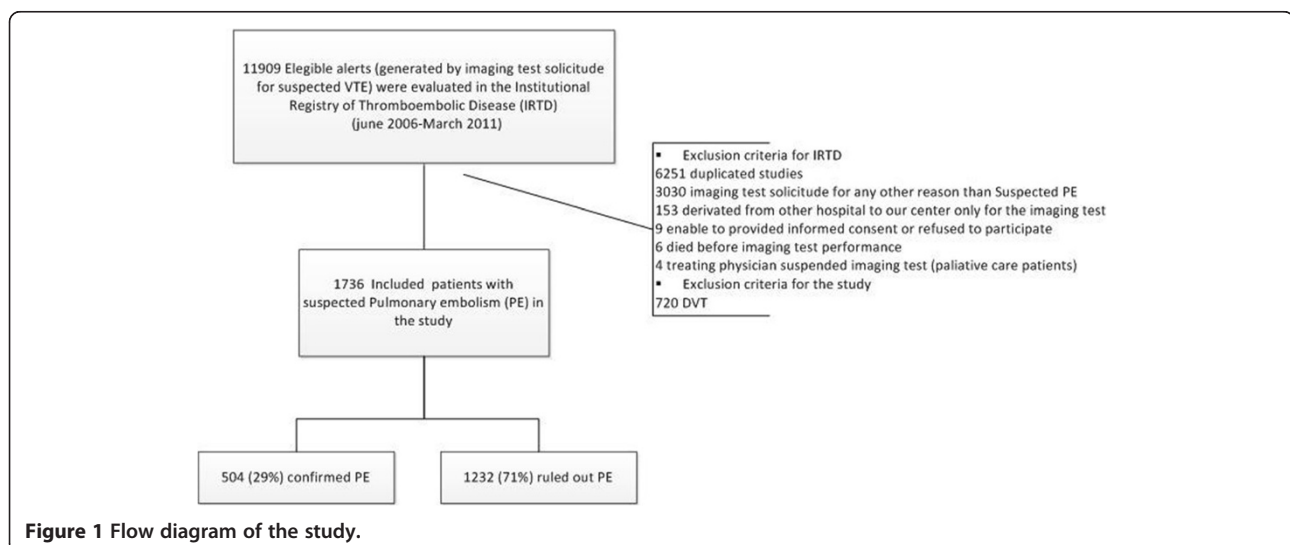 11909 Elegible alerts (generated by imaging test solicitude
for suspected VTE) were evaluated in the Institutional
Registry of Thromboembolic Disease (IRTD)
(june 2006-March 2011)
▪ Exclusion criteria for IRTD
6251 duplicated studies
3030 imaging test solicitude for any other reason than Suspected PE
153 derivated from other hospital to our center only for the imaging test
9 enable to provided informed consent or refused to participate
6 died before imaging test performance
4 treating physician suspended imaging test (paliative care patients)
▪ Exclusion criteria for the study
720 DVT
1736 Included patients with
suspected Pulmonary embolism (PE) in
the study
504 (29%) confirmed PE
1232 (71%) ruled out PE
Figure 1 Flow diagram of the study.